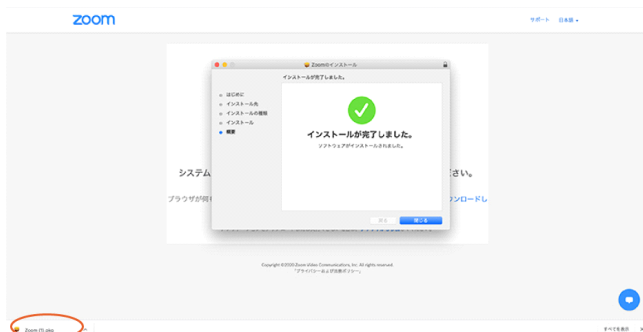 zoom
サポート 日本語
Zoomのインストール
インストールが完了しました。
はじめに
インストール先
インストールの種類
インストール
概要
インストールが完了しました。
ソフトウェアがインストールされました。
戻る 閉じる
システム
さい。
ブラウザが何
ンロードし
Copyright ©2020 Zoom Video Communications, Inc. All rights reserved.
"プライバシーおよび法務ポリシー"
すべてを表示